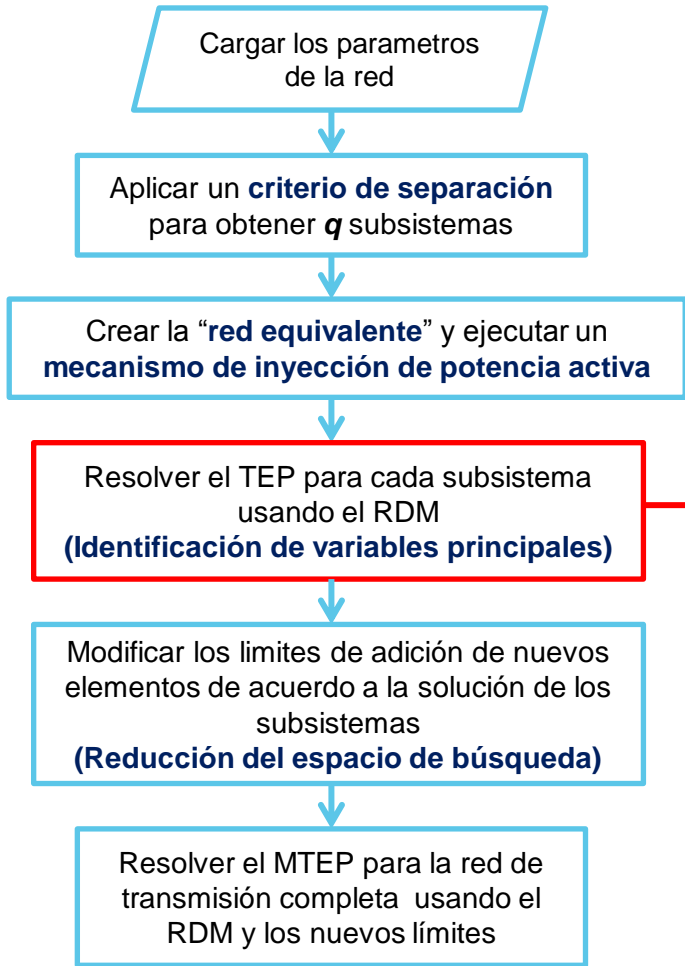 Cargar los parametros
de la red
Aplicar un criterio de separación
para obtener q subsistemas
Crear la “red equivalente” y ejecutar un
mecanismo de inyección de potencia activa
Resolver el TEP para cada subsistema
usando el RDM
(Identificación de variables principales)
Modificar los limites de adición de nuevos
elementos de acuerdo a la solución de los
subsistemas
(Reducción del espacio de búsqueda)
Resolver el MTEP para la red de
transmisión completa usando el
RDM y los nuevos límites